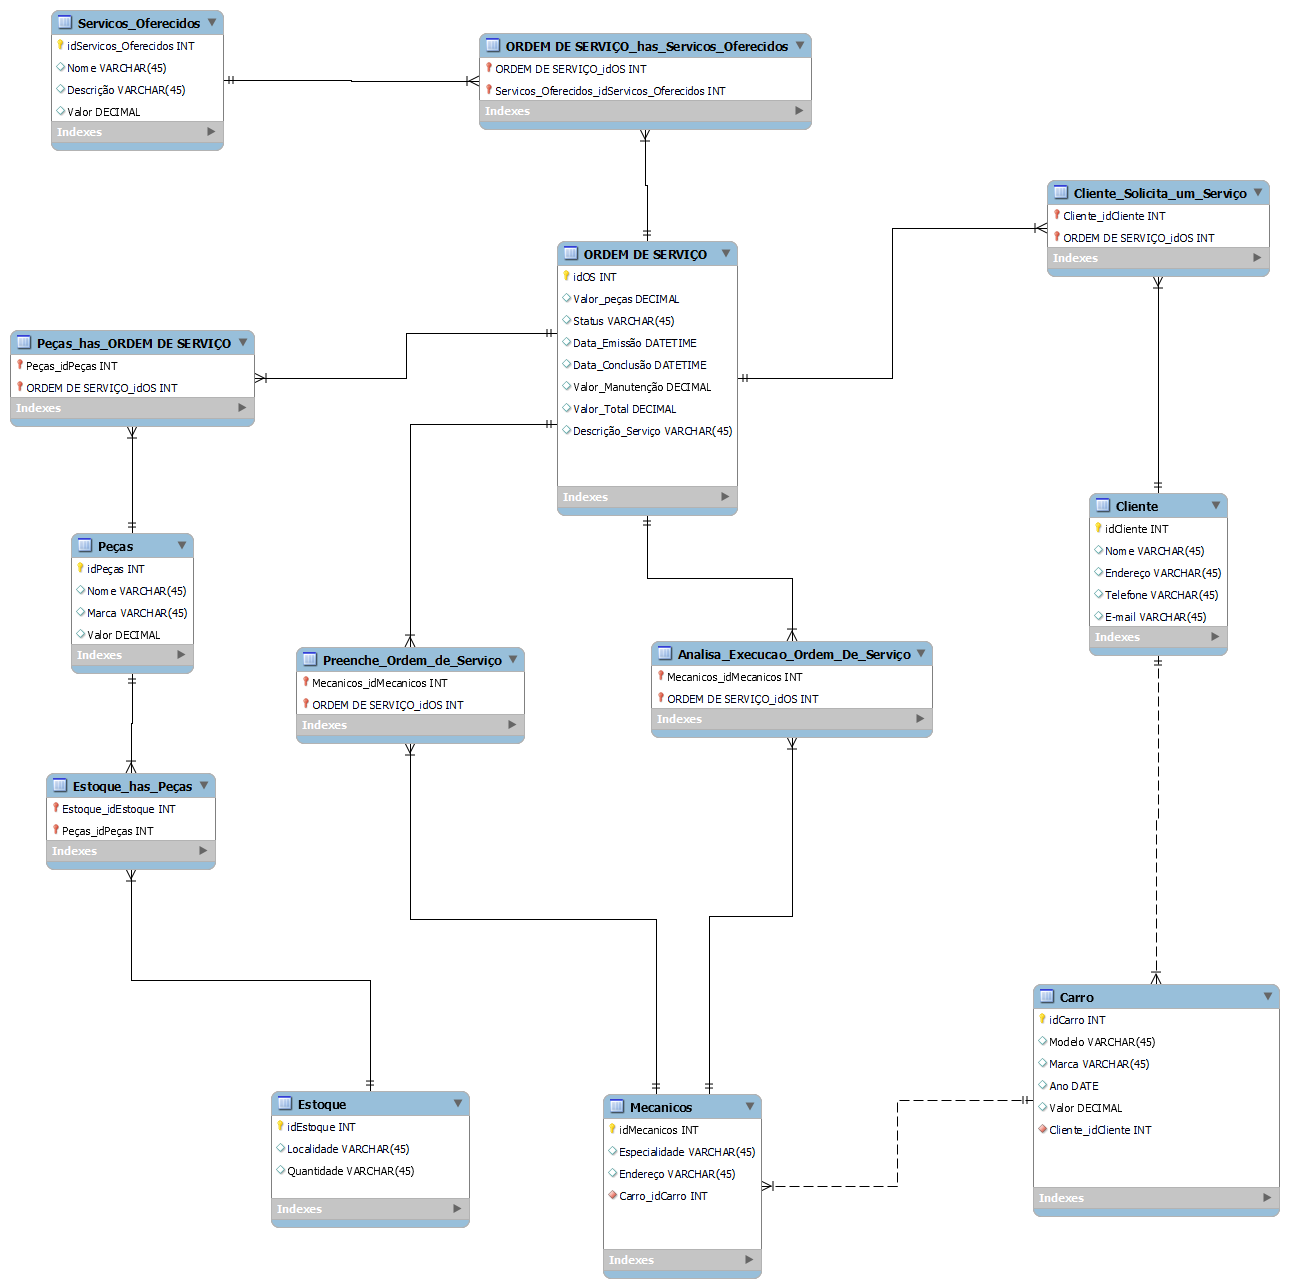 Servicos_Oferecidos
idServicos_Oferecidos INT
Nome VARCHAR(45)
Descrição VARCHAR(45)
Valor DECIMAL
Indexes
ORDEM DE SERVIÇO_has_Servicos_Oferecidos
ORDEM DE SERVIÇO_idOS INT
Servicos_Oferecidos_idServicos_Oferecidos INT
Indexes
Cliente_Solicita_um_Serviço
Cliente_idCliente INT
ORDEM DE SERVIÇO_idOS INT
Indexes
ORDEM DE SERVIÇO
idOS INT
Valor_peças DECIMAL
Status VARCHAR(45)
Data_Emissão DATETIME
Data_Conclusão DATETIME
Valor_Manutenção DECIMAL
Valor_Total DECIMAL
Descrição_Serviço VARCHAR(45)
Indexes
Peças_has_ORDEM DE SERVIÇO
Peças_idPeças INT
ORDEM DE SERVIÇO_idOS INT
Indexes
Cliente
idCliente INT
Nome VARCHAR(45)
Endereço VARCHAR(45)
Telefone VARCHAR(45)
E-mail VARCHAR(45)
Indexes
Peças
idPeças INT
Nome VARCHAR(45)
Marca VARCHAR(45)
Valor DECIMAL
Indexes
Preenche_Ordem_de_Serviço
Mecanicos_idMecanicos INT
ORDEM DE SERVIÇO_idOS INT
Indexes
Analisa_Execucao_Ordem_De_Serviço
Mecanicos_idMecanicos INT
ORDEM DE SERVIÇO_idOS INT
Indexes
Estoque_has_Peças
Estoque_idEstoque INT
Peças_idPeças INT
Indexes
Carro
idCarro INT
Modelo VARCHAR(45)
Marca VARCHAR(45)
Ano DATE
Valor DECIMAL
Cliente_idCliente INT
Indexes
Estoque
idEstoque INT
Localidade VARCHAR(45)
Quantidade VARCHAR(45)
Indexes
Mecanicos
idMecanicos INT
Especialidade VARCHAR(45)
Endereço VARCHAR(45)
Carro_idCarro INT
Indexes